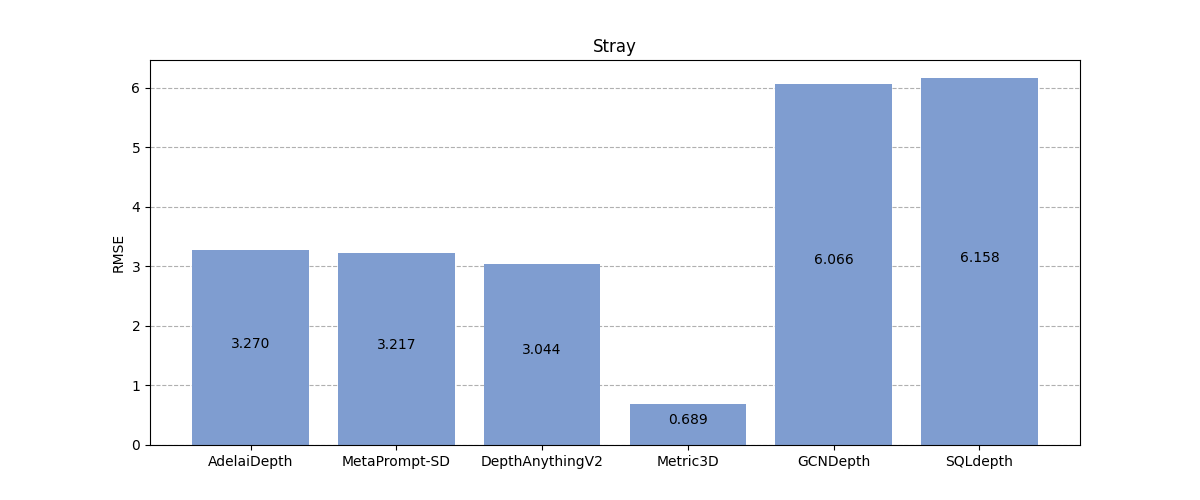 Stray
RMSE
6
5
4
3
2
1
0
3.270
3.217
3.044
0.689
6.066
6.158
AdelaiDepth
MetaPrompt-SD
DepthAnythingV2
Metric3D
GCNDepth
SQLdepth